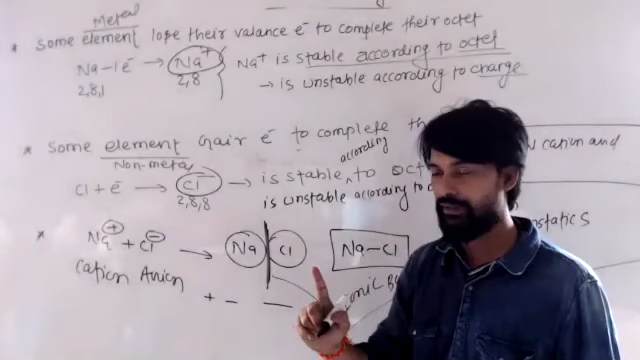 Metal
* Some element lose their valance e⁻ to complete their octet
Na - 1e⁻ → Na⁺ Na⁺ is stable according to octet
2,8,1 2,8 → is unstable according to charge
* Some element Gain e⁻ to complete
Non-metal
according
Cl + e⁻ → Cl⁻ → is stable to
2,8,8 is unstable according to
cation and
* Na⁺ + Cl⁻ → Na Cl Na-Cl
Cation Anion
+ - —